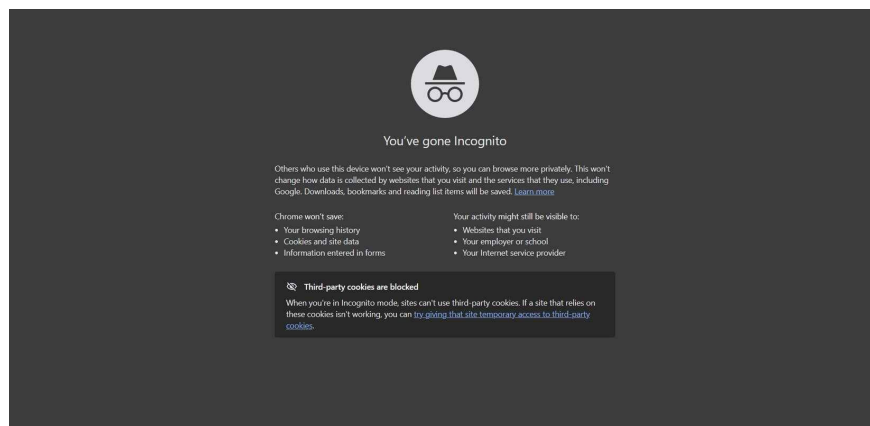 You've gone Incognito
Others who use this device won't see your activity, so you can browse more privately. This won't
change how data is collected by websites that you visit and the services that they use, including
Google. Downloads, bookmarks and reading list items will be saved. Learn more
Chrome won't save:
• Your browsing history
• Cookies and site data
• Information entered in forms
Your activity might still be visible to:
• Websites that you visit
• Your employer or school
• Your Internet service provider
Third-party cookies are blocked
When you're in Incognito mode, sites can't use third-party cookies. If a site that relies on
these cookies isn't working, you can try giving that site temporary access to third-party
cookies.